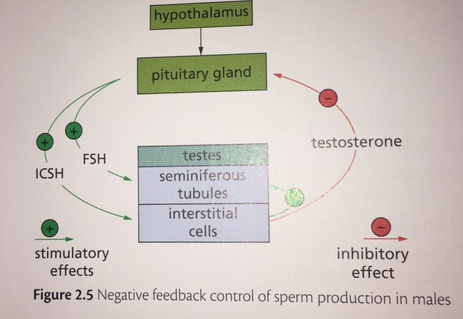 hypothalamus
pituitary gland
+
−
+
testosterone
testes
FSH
ICSH
seminiferous
tubules
+
interstitial
cells
+
−
stimulatory
effects
inhibitory
effect
Figure 2.5 Negative feedback control of sperm production in males